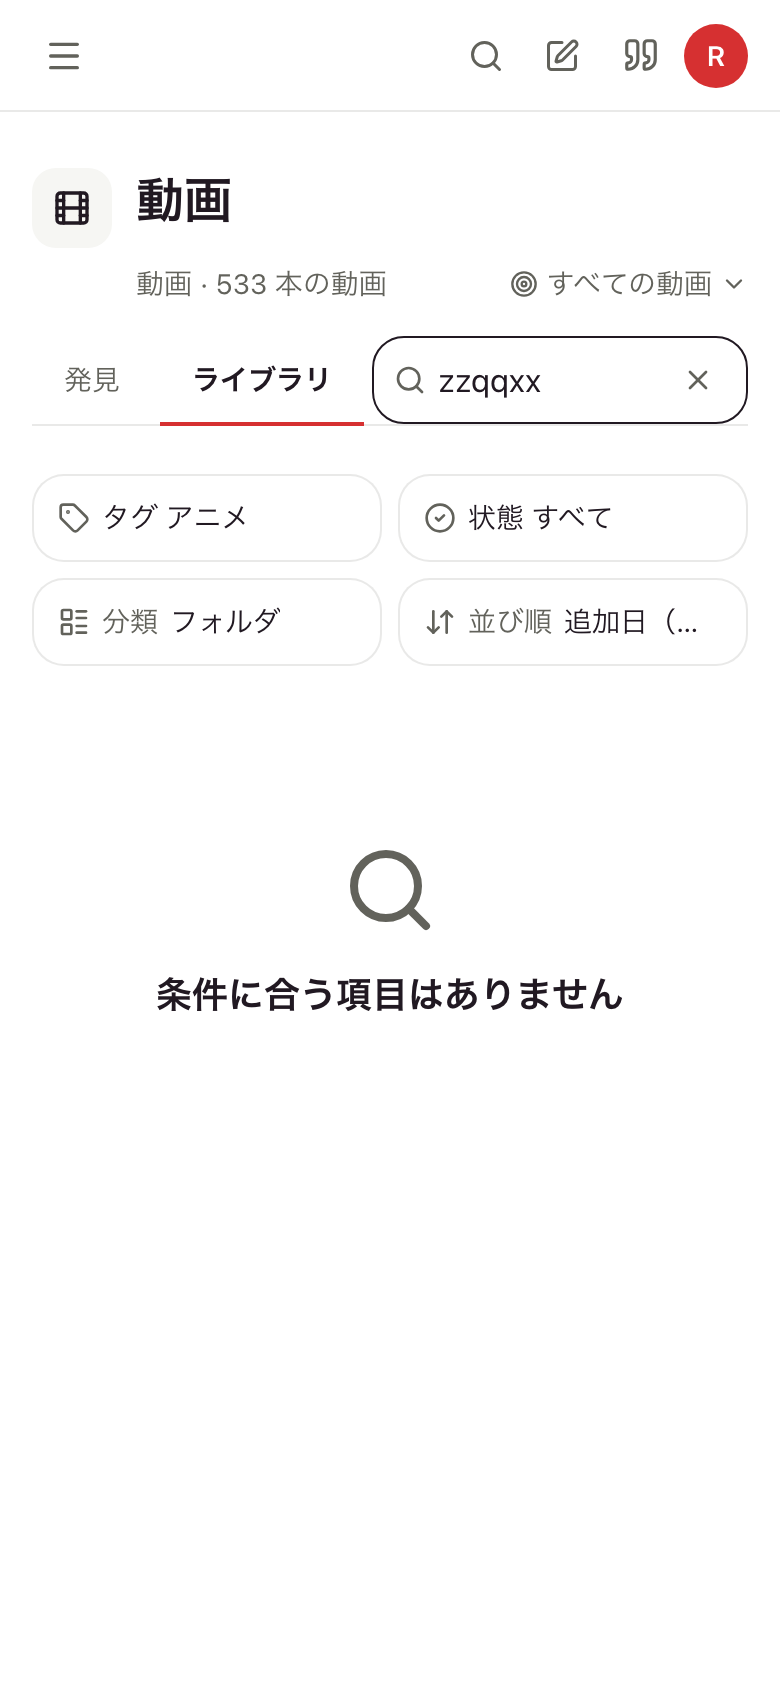 R
動画
動画 · 533 本の動画
すべての動画
発見
ライブラリ
zzqqxx
タグ アニメ
状態 すべて
分類 フォルダ
並び順 追加日（...
条件に合う項目はありません